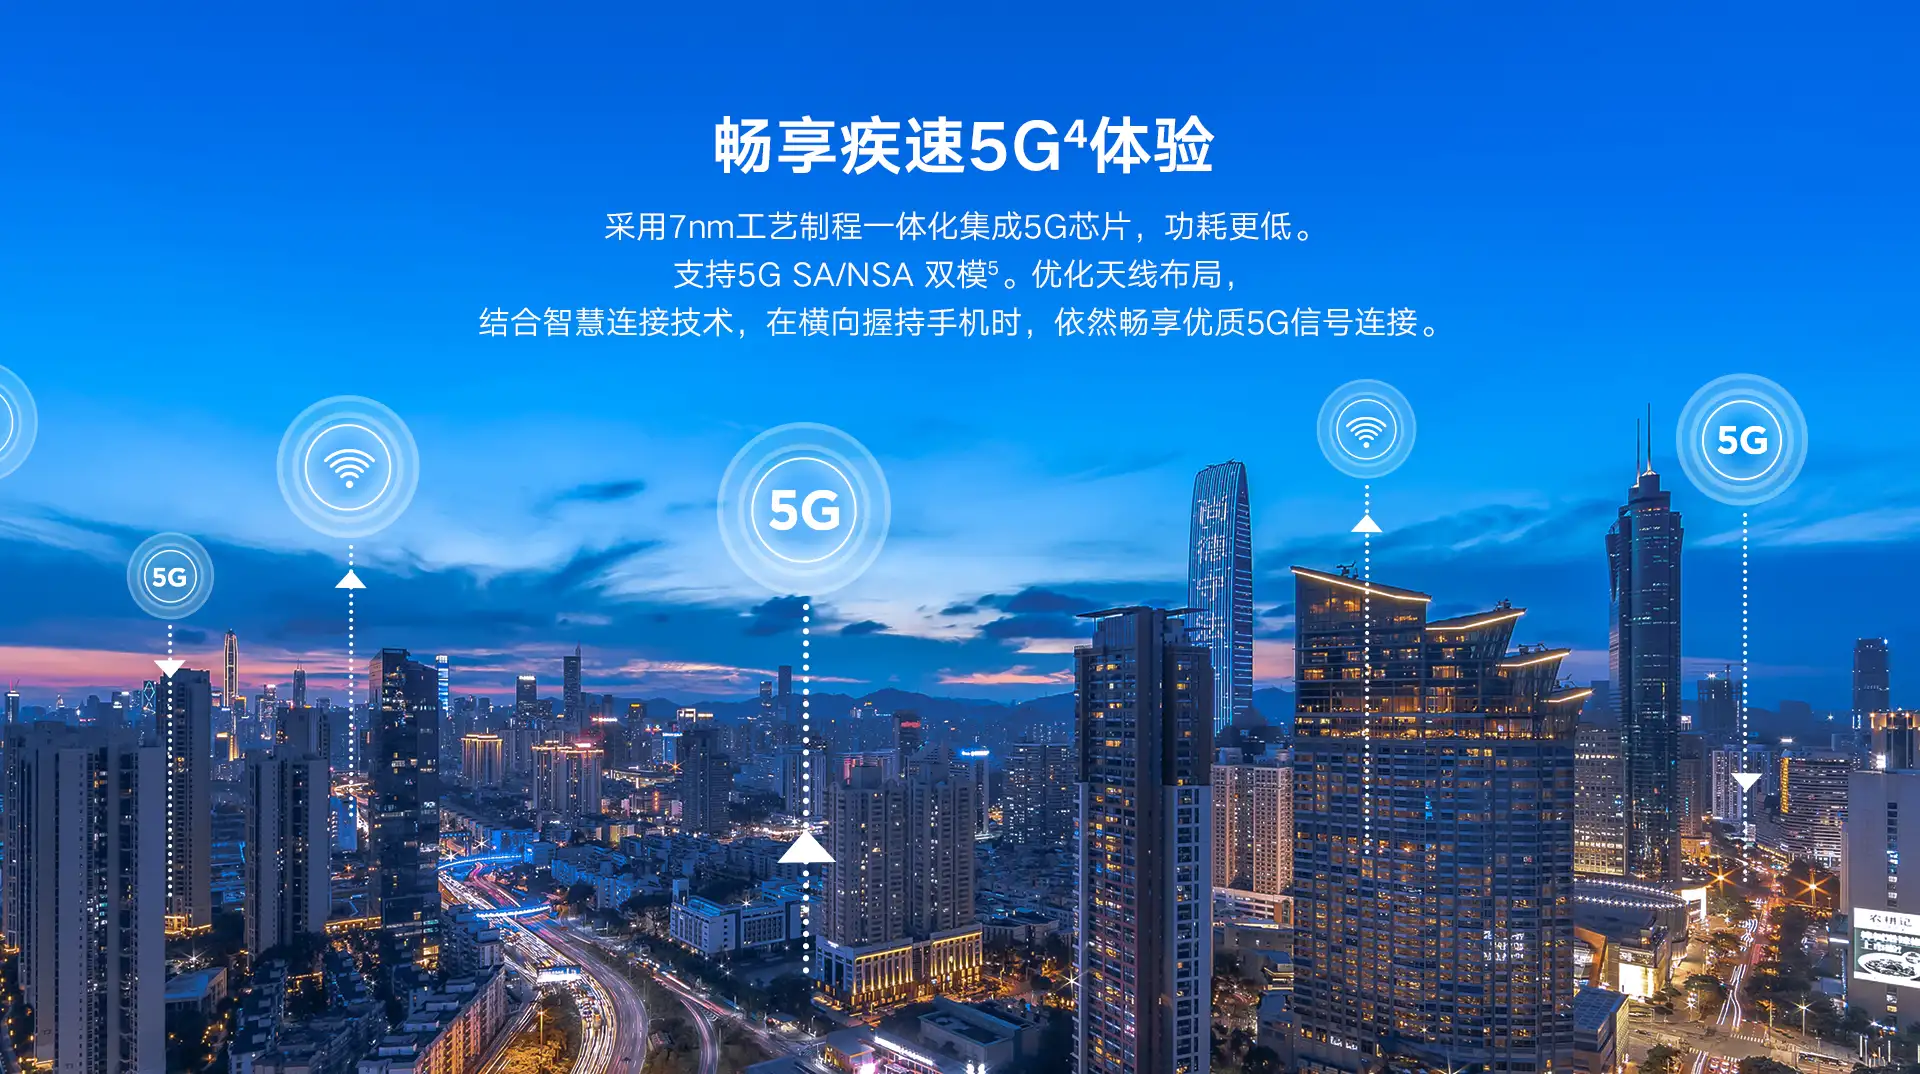 畅享疾速5G⁴体验
采用7nm工艺制程一体化集成5G芯片，功耗更低。
支持5G SA/NSA 双模⁵。优化天线布局，
结合智慧连接技术，在横向握持手机时，依然畅享优质5G信号连接。
5G
5G
5G
农耕记